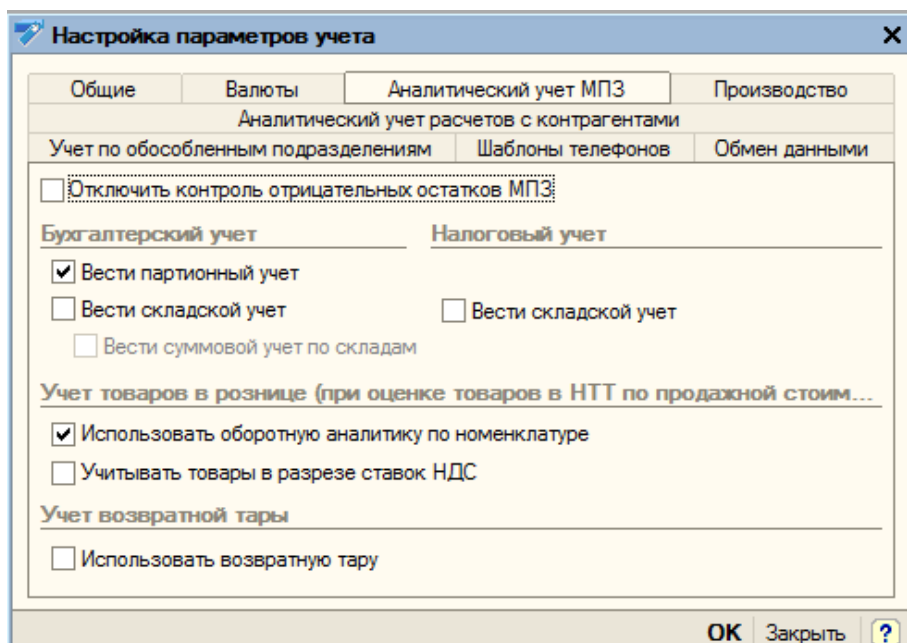 Настройка параметров учета
Общие Валюты Аналитический учет МПЗ Производство
Аналитический учет расчетов с контрагентами
Учет по обособленным подразделениям Шаблоны телефонов Обмен данными
Отключить контроль отрицательных остатков МПЗ
Бухгалтерский учет Налоговый учет
Вести партионный учет
Вести складской учет Вести складской учет
Вести суммовой учет по складам
Учет товаров в рознице (при оценке товаров в НТТ по продажной стоим...
Использовать оборотную аналитику по номенклатуре
Учитывать товары в разрезе ставок НДС
Учет возвратной тары
Использовать возвратную тару
OK Закрыть ?